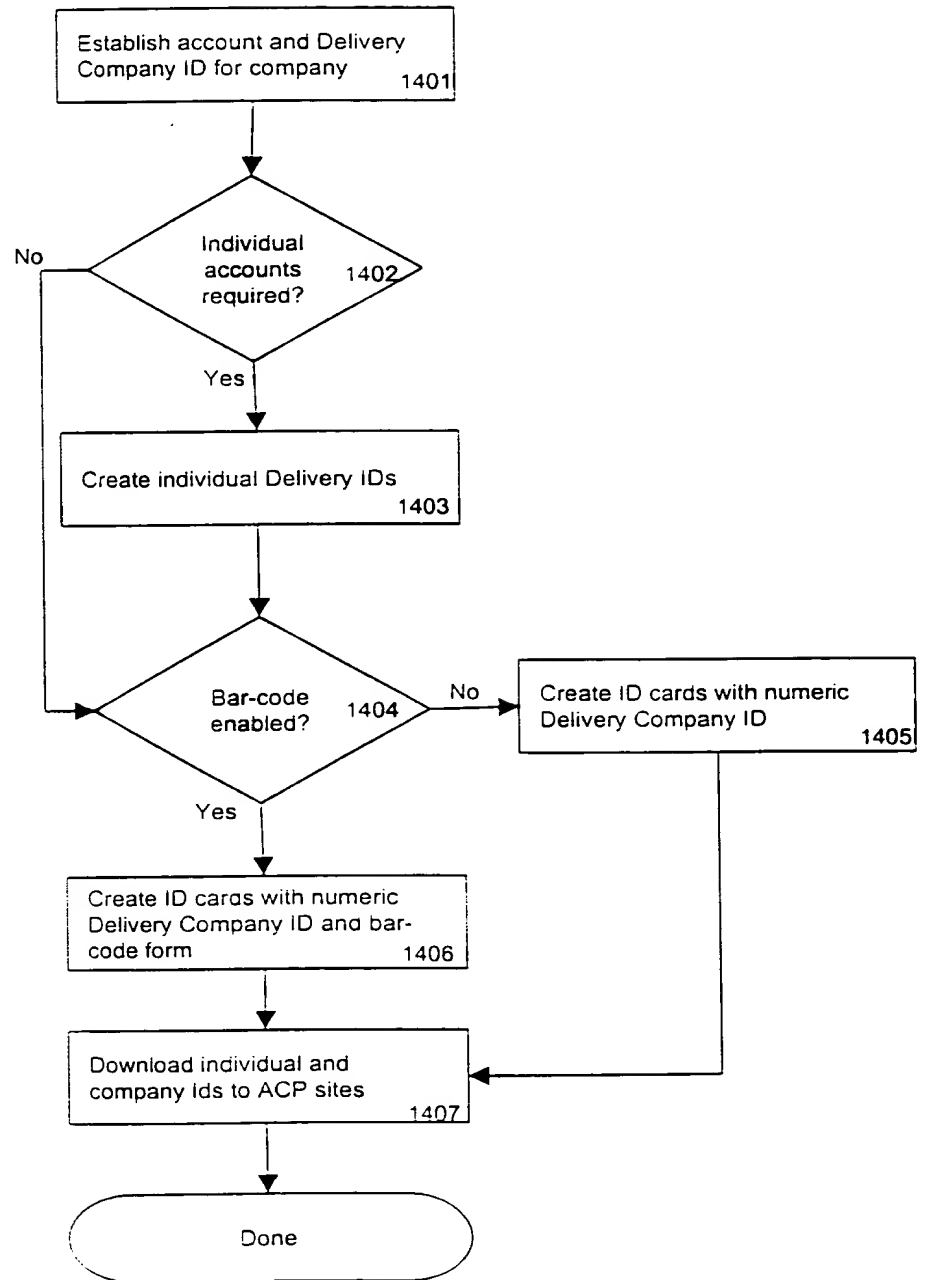 Establish account and Delivery
Company ID for company
1401
Individual
accounts
required?
1402
No
Yes
Create individual Delivery IDs
1403
Bar-code
enabled?
1404
No
Create ID cards with numeric
Delivery Company ID
1405
Yes
Create ID cards with numeric
Delivery Company ID and bar-
code form
1406
Download individual and
company ids to ACP sites
1407
Done